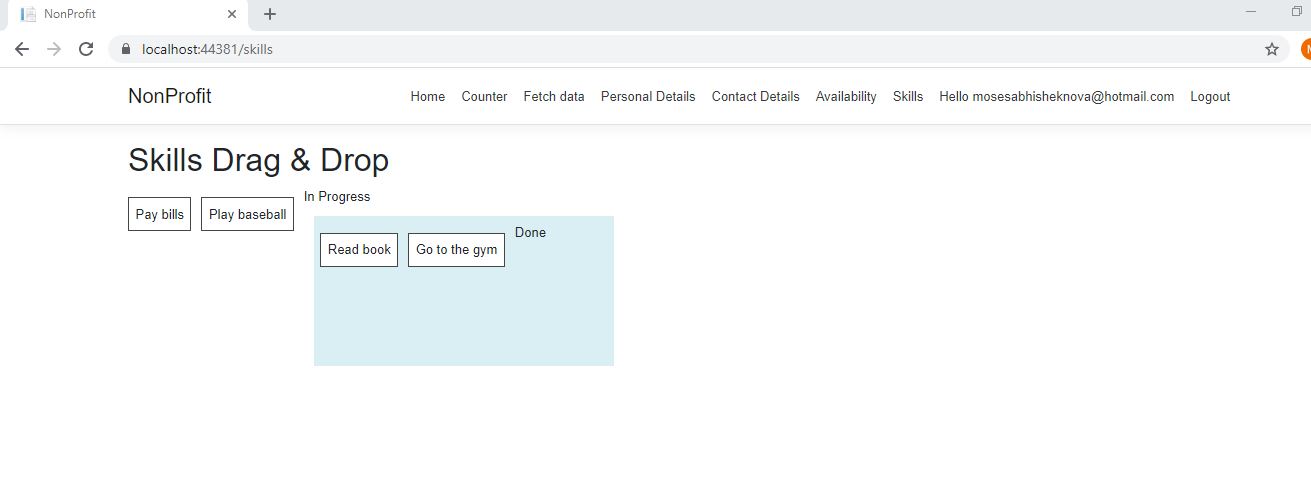 NonProfit
localhost:44381/skills
NonProfit Home Counter Fetch data Personal Details Contact Details Availability Skills Hello mosesabhisheknova@hotmail.com Logout
Skills Drag & Drop
In Progress
Pay bills Play baseball
Done
Read book Go to the gym